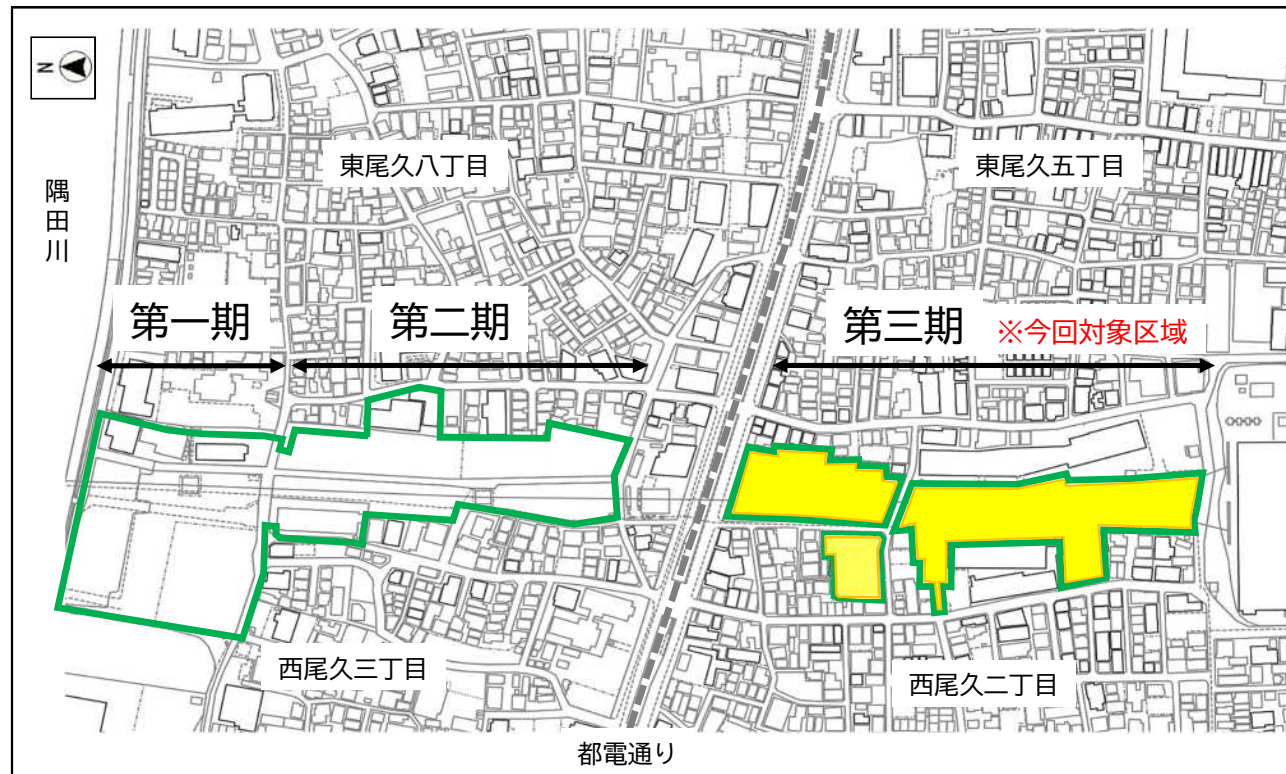 N
東尾久八丁目
東尾久五丁目
隅田川
第一期
第二期
第三期 ※今回対象区域
西尾久三丁目
西尾久二丁目
都電通り